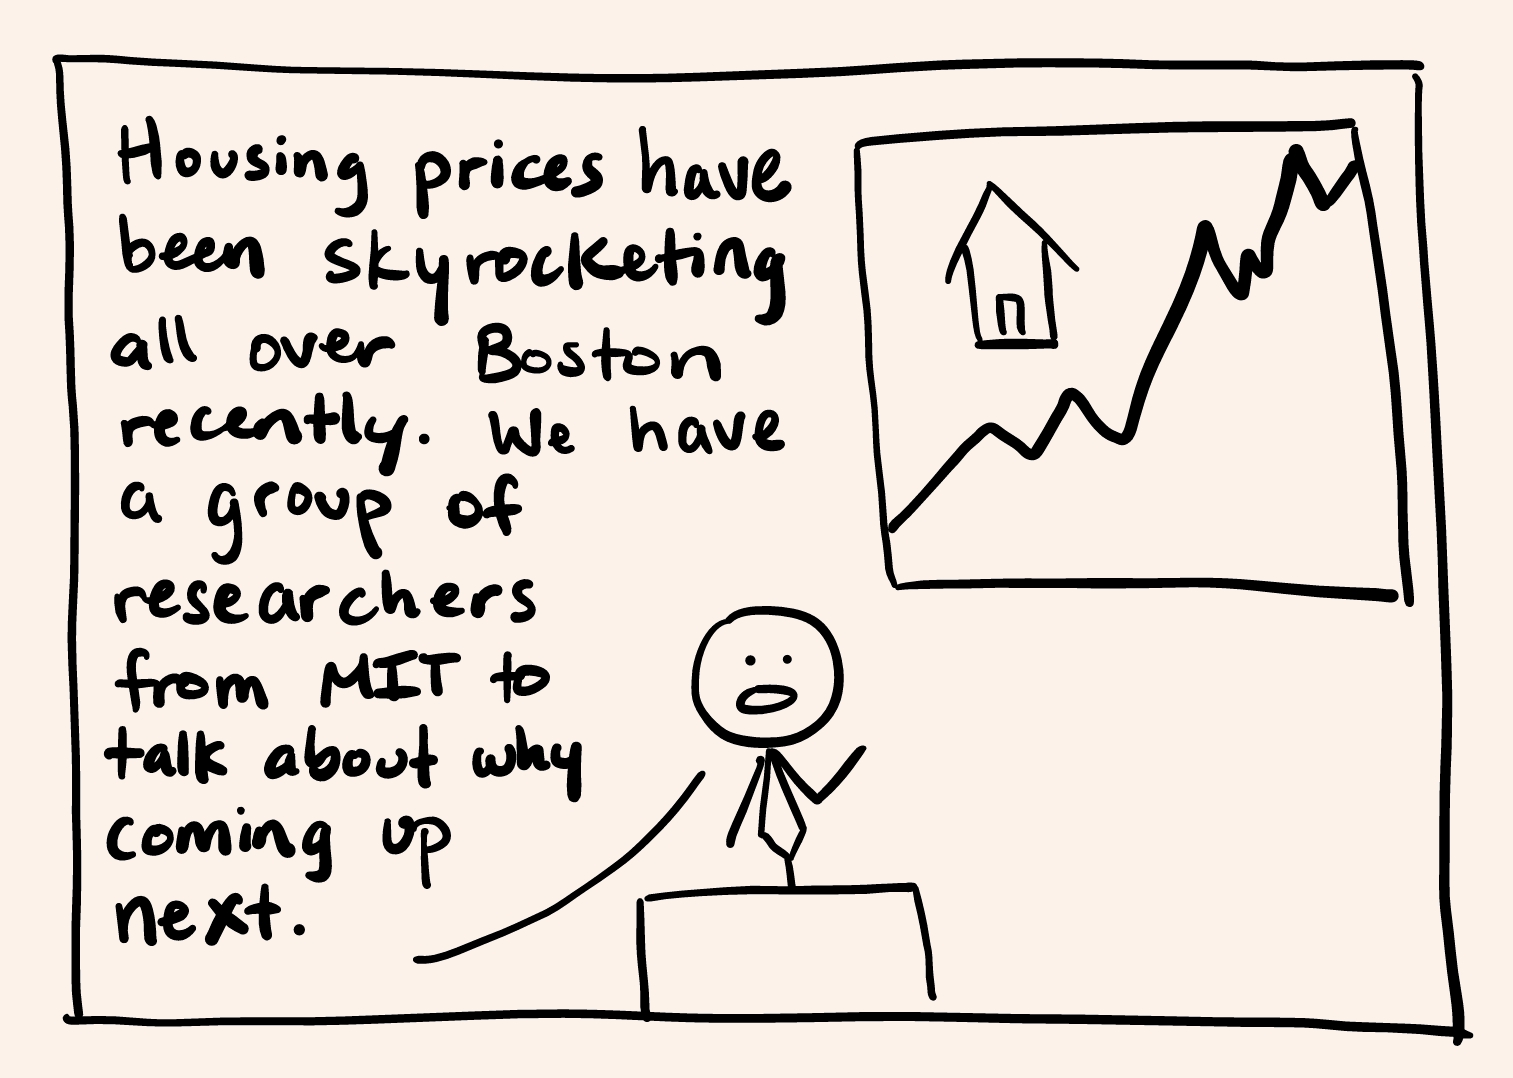 Housing prices have
been skyrocketing
all over Boston
recently. We have
a group of
researchers
from MIT to
talk about why
coming up
next.